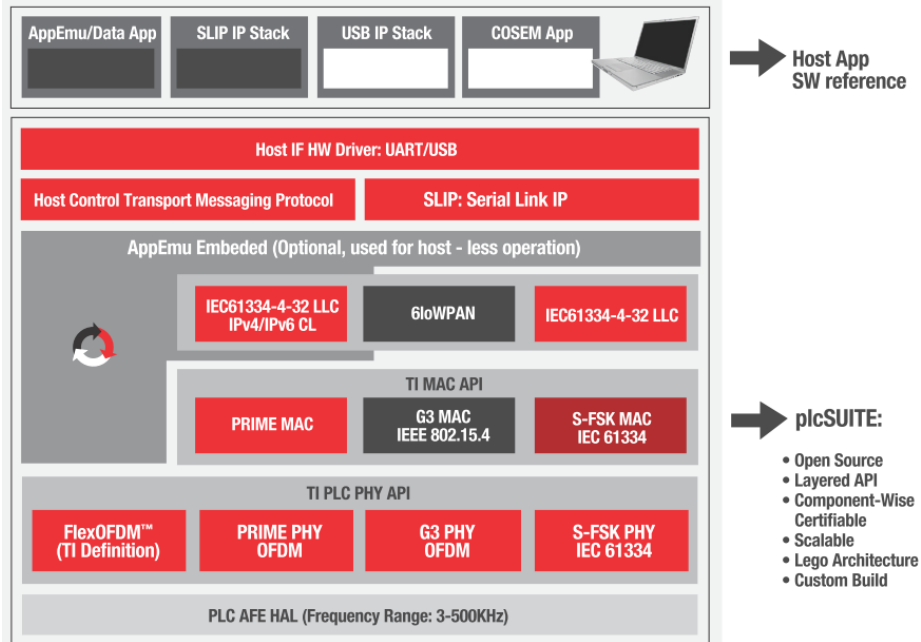 AppEmu/Data App
SLIP IP Stack
USB IP Stack
COSEM App
Host App
SW reference
Host IF HW Driver: UART/USB
Host Control Transport Messaging Protocol
SLIP: Serial Link IP
AppEmu Embeded (Optional, used for host - less operation)
IEC61334-4-32 LLC
IPv4/IPv6 CL
6loWPAN
IEC61334-4-32 LLC
TI MAC API
PRIME MAC
G3 MAC
IEEE 802.15.4
S-FSK MAC
IEC 61334
TI PLC PHY API
FlexOFDM™
(TI Definition)
PRIME PHY
OFDM
G3 PHY
OFDM
S-FSK PHY
IEC 61334
PLC AFE HAL (Frequency Range: 3-500KHz)
plcSUITE:
• Open Source
• Layered API
• Component-Wise
Certifiable
• Scalable
• Lego Architecture
• Custom Build